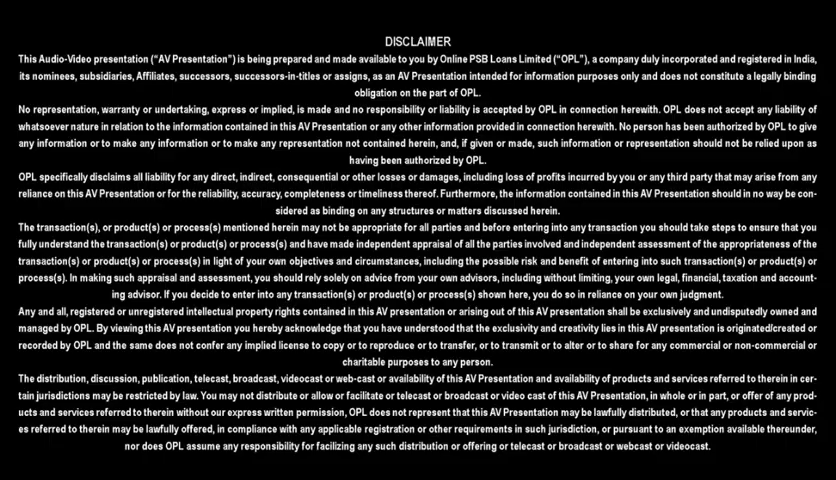 DISCLAIMER
This Audio-Video presentation (“AV Presentation”) is being prepared and made available to you by Online PSB Loans Limited (“OPL”), a company duly incorporated and registered in India,
its nominees, subsidiaries, Affiliates, successors, successors-in-titles or assigns, as an AV Presentation intended for information purposes only and does not constitute a legally binding
obligation on the part of OPL.
No representation, warranty or undertaking, express or implied, is made and no responsibility or liability is accepted by OPL in connection herewith. OPL does not accept any liability of
whatsoever nature in relation to the information contained in this AV Presentation or any other information provided in connection herewith. No person has been authorized by OPL to give
any information or to make any information or to make any representation not contained herein, and, if given or made, such information or representation should not be relied upon as
having been authorized by OPL.
OPL specifically disclaims all liability for any direct, indirect, consequential or other losses or damages, including loss of profits incurred by you or any third party that may arise from any
reliance on this AV Presentation or for the reliability, accuracy, completeness or timeliness thereof. Furthermore, the information contained in this AV Presentation should in no way be con-
sidered as binding on any structures or matters discussed herein.
The transaction(s), or product(s) or process(s) mentioned herein may not be appropriate for all parties and before entering into any transaction you should take steps to ensure that you
fully understand the transaction(s) or product(s) or process(s) and have made independent appraisal of all the parties involved and independent assessment of the appropriateness of the
transaction(s) or product(s) or process(s) in light of your own objectives and circumstances, including the possible risk and benefit of entering into such transaction(s) or product(s) or
process(s). In making such appraisal and assessment, you should rely solely on advice from your own advisors, including without limiting, your own legal, financial, taxation and account-
ing advisor. If you decide to enter into any transaction(s) or product(s) or process(s) shown here, you do so in reliance on your own judgment.
Any and all, registered or unregistered intellectual property rights contained in this AV presentation or arising out of this AV presentation shall be exclusively and undisputedly owned and
managed by OPL. By viewing this AV presentation you hereby acknowledge that you have understood that the exclusivity and creativity lies in this AV presentation is originated/created or
recorded by OPL and the same does not confer any implied license to copy or to reproduce or to transfer, or to transmit or to alter or to share for any commercial or non-commercial or
charitable purposes to any person.
The distribution, discussion, publication, telecast, broadcast, videocast or web-cast or availability of this AV Presentation and availability of products and services referred to therein in cer-
tain jurisdictions may be restricted by law. You may not distribute or allow or facilitate or telecast or broadcast or video cast of this AV Presentation, in whole or in part, or offer of any prod-
ucts and services referred to therein without our express written permission, OPL does not represent that this AV Presentation may be lawfully distributed, or that any products and servic-
es referred to therein may be lawfully offered, in compliance with any applicable registration or other requirements in such jurisdiction, or pursuant to an exemption available thereunder,
nor does OPL assume any responsibility for facilizing any such distribution or offering or telecast or broadcast or webcast or videocast.